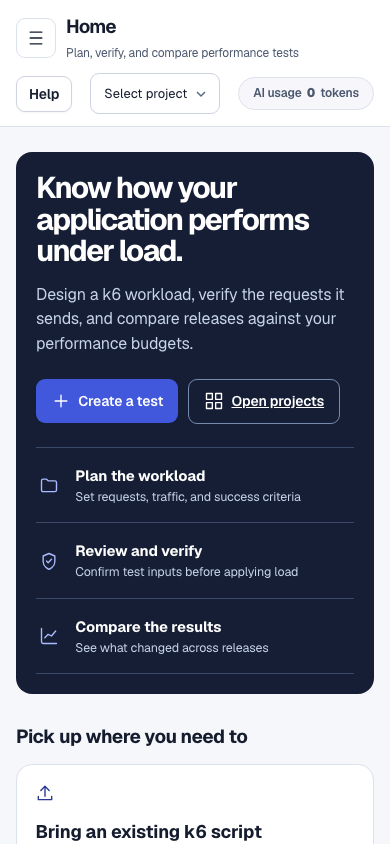 Home
Plan, verify, and compare performance tests
Help
Select project
AI usage 0 tokens
Know how your
application performs
under load.
Design a k6 workload, verify the requests it
sends, and compare releases against your
performance budgets.
Create a test
Open projects
Plan the workload
Set requests, traffic, and success criteria
Review and verify
Confirm test inputs before applying load
Compare the results
See what changed across releases
Pick up where you need to
Bring an existing k6 script